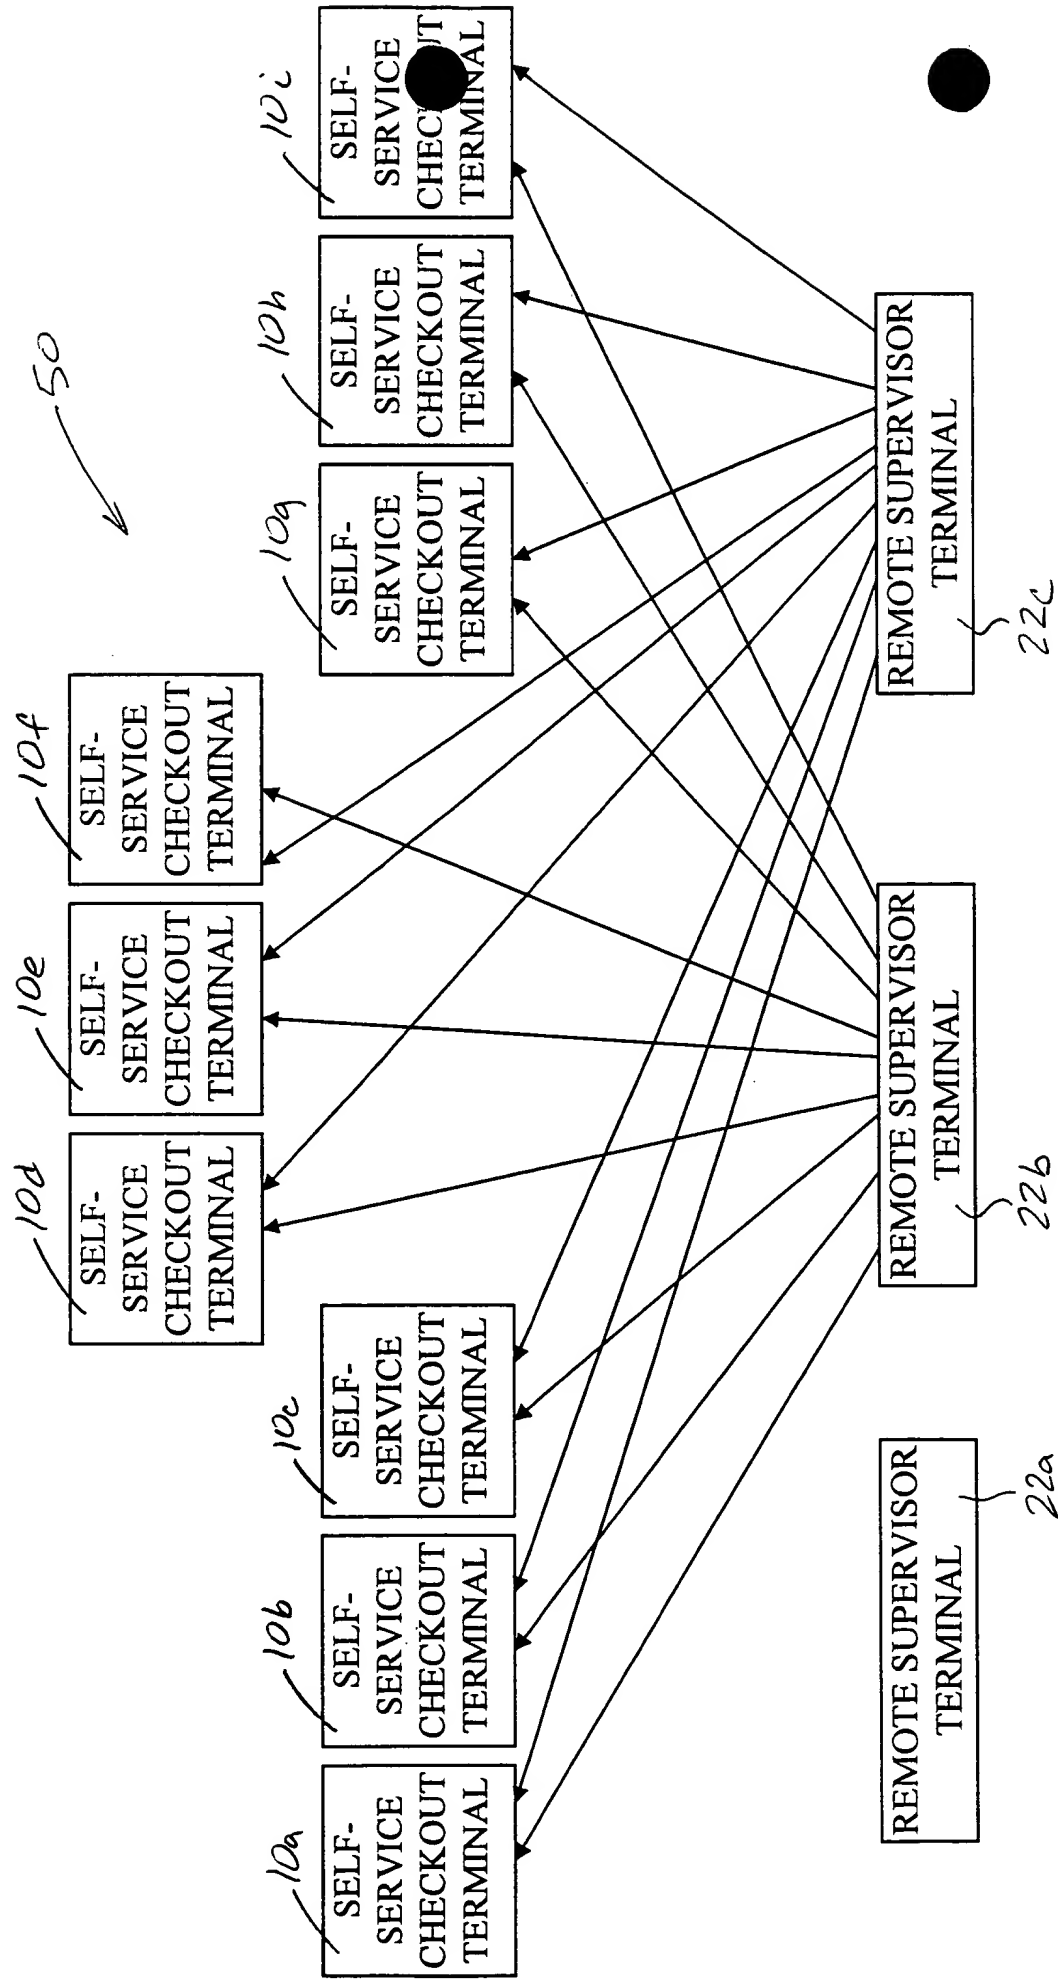 50
10d
10e
10f
SELF-
SERVICE
CHECKOUT
TERMINAL
SELF-
SERVICE
CHECKOUT
TERMINAL
SELF-
SERVICE
CHECKOUT
TERMINAL
10a
10b
10c
10g
10h
10i
SELF-
SERVICE
CHECKOUT
TERMINAL
SELF-
SERVICE
CHECKOUT
TERMINAL
SELF-
SERVICE
CHECKOUT
TERMINAL
SELF-
SERVICE
CHECKOUT
TERMINAL
SELF-
SERVICE
CHECKOUT
TERMINAL
SELF-
SERVICE
CHECKOUT
TERMINAL
REMOTE SUPERVISOR
TERMINAL
22a
REMOTE SUPERVISOR
TERMINAL
22b
REMOTE SUPERVISOR
TERMINAL
22c